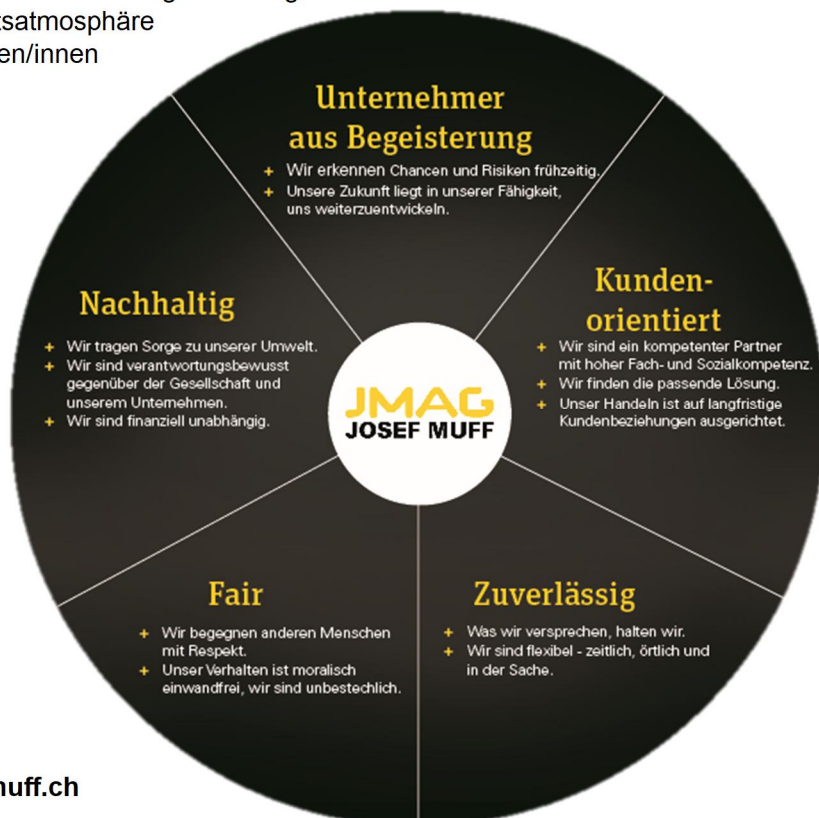 tsatmosphäre
en/innen
Unternehmer
aus Begeisterung
+ Wir erkennen Chancen und Risiken frühzeitig.
+ Unsere Zukunft liegt in unserer Fähigkeit,
uns weiterzuentwickeln.
Kunden-
orientiert
+ Wir sind ein kompetenter Partner
mit hoher Fach- und Sozialkompetenz.
+ Wir finden die passende Lösung.
+ Unser Handeln ist auf langfristige
Kundenbeziehungen ausgerichtet.
Nachhaltig
+ Wir tragen Sorge zu unserer Umwelt.
+ Wir sind verantwortungsbewusst
gegenüber der Gesellschaft und
unserem Unternehmen.
+ Wir sind finanziell unabhängig.
JMAG
JOSEF MUFF
Fair
+ Wir begegnen anderen Menschen
mit Respekt.
+ Unser Verhalten ist moralisch
einwandfrei, wir sind unbestechlich.
Zuverlässig
+ Was wir versprechen, halten wir.
+ Wir sind flexibel - zeitlich, örtlich und
in der Sache.
nuff.ch